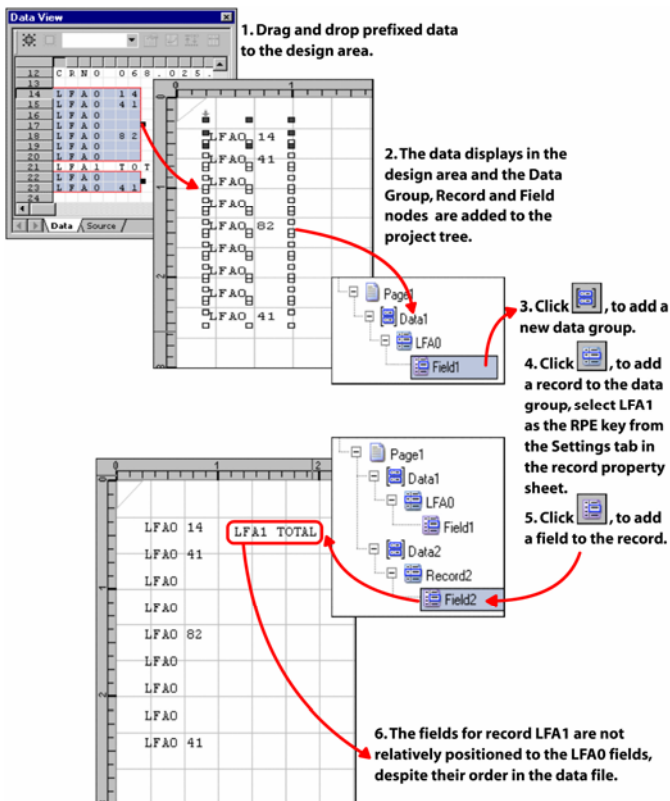 Data View
1. Drag and drop prefixed data
to the design area.
12 C R N O 0 6 8 . 0 2 5 .
13
14 L F A 0 1 4
15 L F A 0 4 1
16 L F A 0
17 L F A 0
18 L F A 0 8 2
19 L F A 0
20 L F A 0
21 L F A 1 T O T
22 L F A 0
23 L F A 0 4 1
24
Data Source
1
LFA0 14
LFA0 41
LFA0
LFA0
LFA0 82
LFA0
LFA0
LFA0
LFA0 41
1
2
3
2. The data displays in the
design area and the Data
Group, Record and Field
nodes are added to the
project tree.
Page1
Data1
LFA0
Field1
3. Click , to add a
new data group.
4. Click , to add
a record to the data
group, select LFA1
as the RPE key from
the Settings tab in
the record property
sheet.
5. Click , to add
a field to the record.
Page1
Data1
LFA0
Field1
Data2
Record2
Field2
0 1 2
LFA0 14 LFA1 TOTAL
LFA0 41
LFA0
LFA0
LFA0 82
LFA0
LFA0
LFA0
LFA0 41
1
2
6. The fields for record LFA1 are not
relatively positioned to the LFA0 fields,
despite their order in the data file.